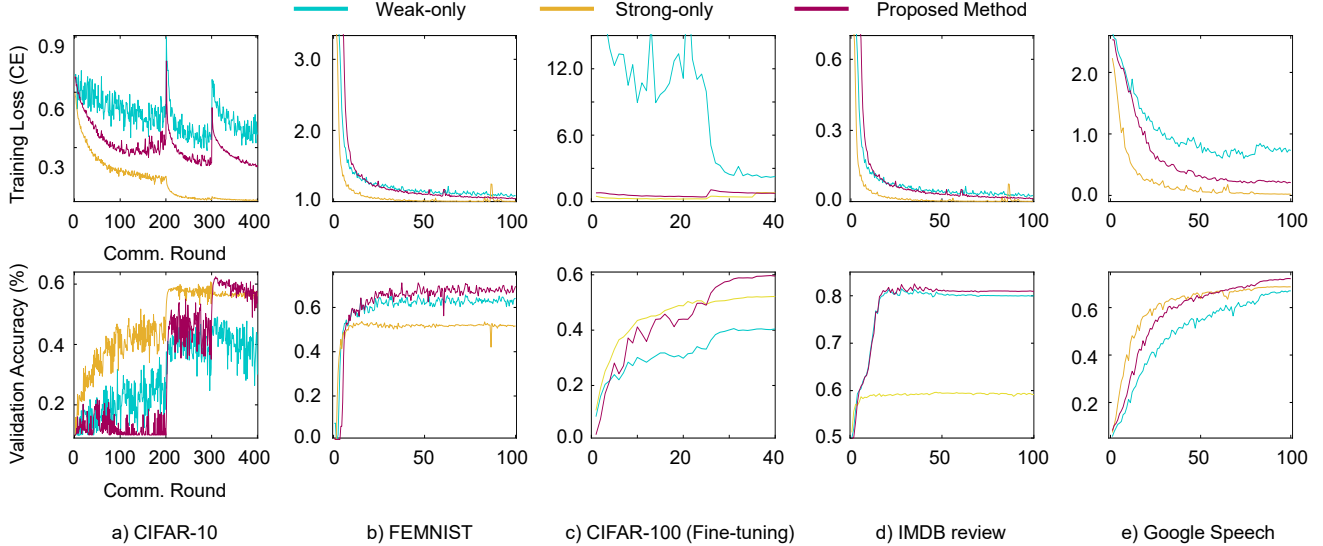 Weak-only Strong-only Proposed Method
Training Loss (CE)
0.9
0.6
0.3
0 100 200 300 400
Comm. Round
3.0
2.0
1.0
0 50 100
12.0
6.0
0.0
0 20 40
0.6
0.3
0.0
0 50 100
2.0
1.0
0.0
0 50 100
Validation Accuracy (%)
0.6
0.4
0.2
0 100 200 300 400
Comm. Round
0.6
0.4
0.2
0.0
0 50 100
0.6
0.4
0.2
0.0
0 20 40
0.8
0.7
0.6
0.5
0 50 100
0.8
0.6
0.4
0.2
0 50 100
a) CIFAR-10 b) FEMNIST c) CIFAR-100 (Fine-tuning) d) IMDB review e) Google Speech